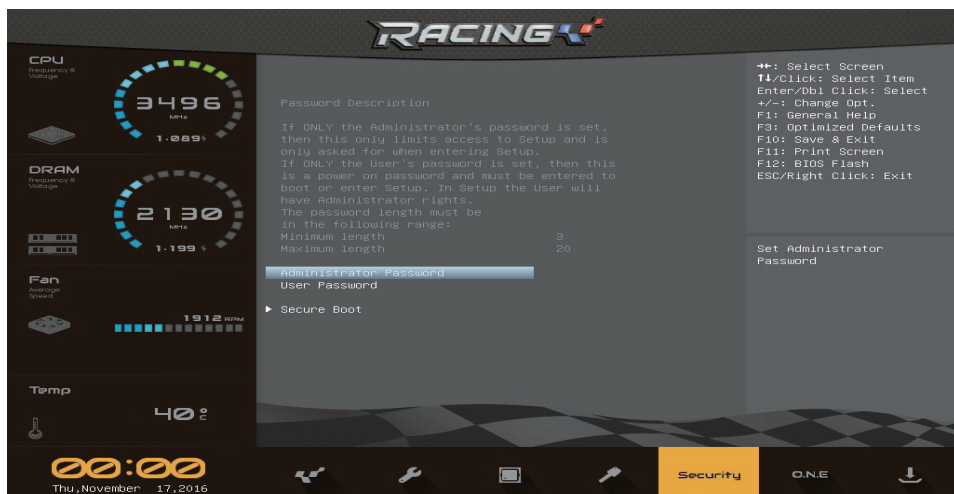 RACING
CPU
Frequency &
Voltage
3496
MHz
1.089v
DRAM
Frequency &
Voltage
2130
MHz
1.199v
Fan
Average
Speed
1912 RPM
Temp
40 °C
Password Description
If ONLY the Administrator's password is set,
then this only limits access to Setup and is
only asked for when entering Setup.
If ONLY the User's password is set, then this
is a power on password and must be entered to
boot or enter Setup. In Setup the User will
have Administrator rights.
The password length must be
in the following range:
Minimum length 3
Maximum length 20
Administrator Password
User Password
▶ Secure Boot
→←: Select Screen
↑↓/Click: Select Item
Enter/Dbl Click: Select
+/-: Change Opt.
F1: General Help
F3: Optimized Defaults
F10: Save & Exit
F11: Print Screen
F12: BIOS Flash
ESC/Right Click: Exit
Set Administrator
Password
00:00
Thu,November 17,2016
Security
O.N.E